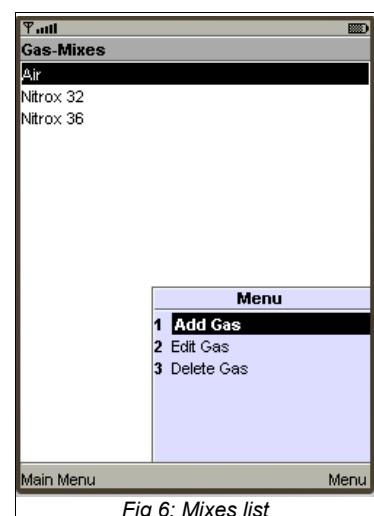 Gas-Mixes
Air
Nitrox 32
Nitrox 36
Menu
1 Add Gas
2 Edit Gas
3 Delete Gas
Main Menu Menu
Fig 6: Mixes list